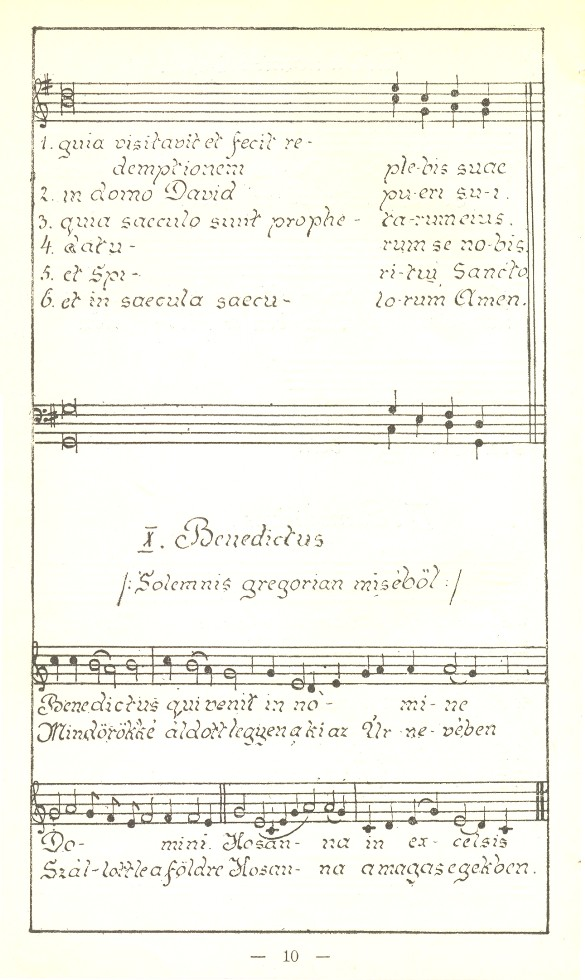 1. quia visitavit et fecit re-
demptionem ple-bis suae
2. in domo David pu-eri su-i.
3. quia saeculo sunt prophe- ta-rum eius.
4. datu- rum se no-bis.
5. et Spi- ri-tui Sancto.
6. et in saecula saecu- lo-rum Amen.
X. Benedictus
/:Solemnis gregorian miséből:/
Benedictus qui venit in no- mi- ne
Mindörökké áldott legyen a ki az Úr ne- vében
Do- mini. Hosan- na in ex- celsis
Szál-lott le a földre Hosan- na a magas egekben.
— 10 —